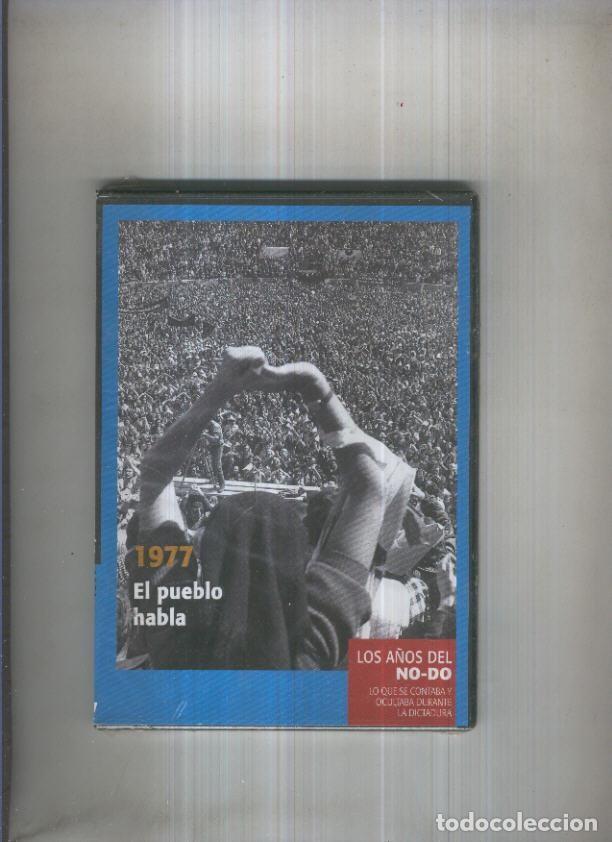 1977
El pueblo
habla
LOS AÑOS DEL
NO-DO
LO QUE SE CONTABA Y
OCULTABA DURANTE
LA DICTADURA
todocoleccion